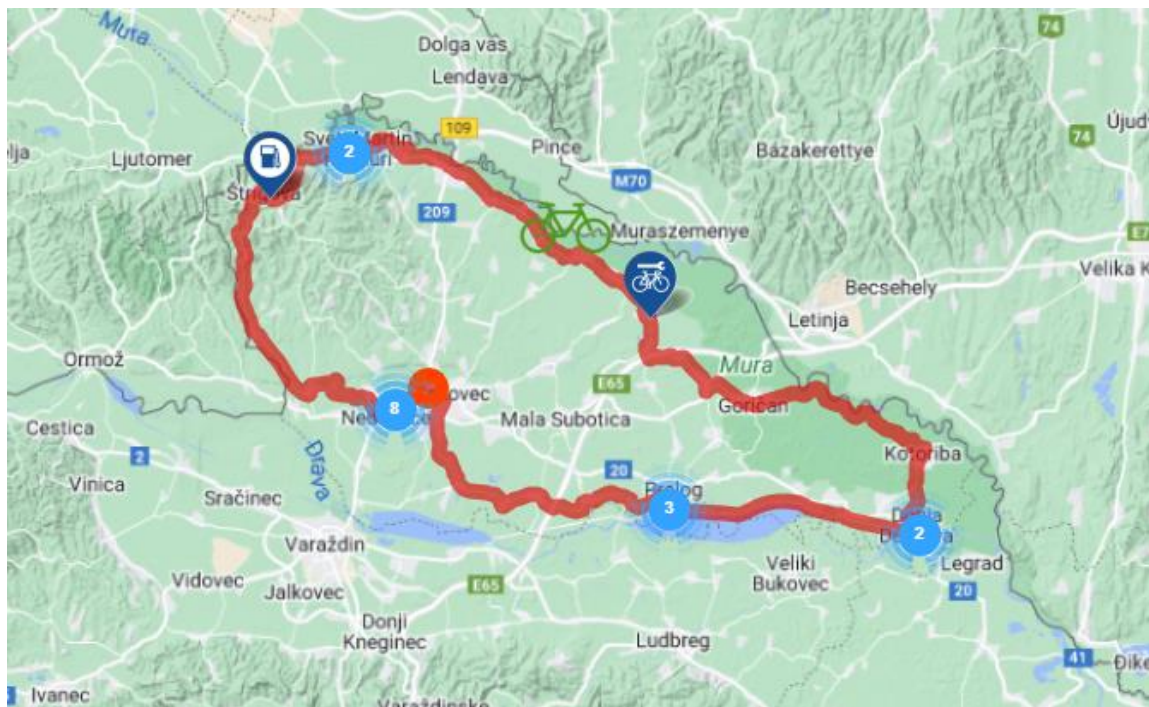 Mura
Dolga vas
Lendava
74
74
Újudv
109
Pince
Bázakerettye
M70
Ljutomer
2
209
Muraszemenye
E7
Velika K
Becsehely
Letinja
Ormož
Mura
E65
Goričan
8
Mala Subotica
Cestica
2
Drava
Kotoriba
Vinica
Sračinec
20
3
2
Varaždin
Veliki
Bukovec
Legrad
Vidovec
Jalkovec
E65
20
Donji
Kneginec
Ludbreg
41
Ivanec